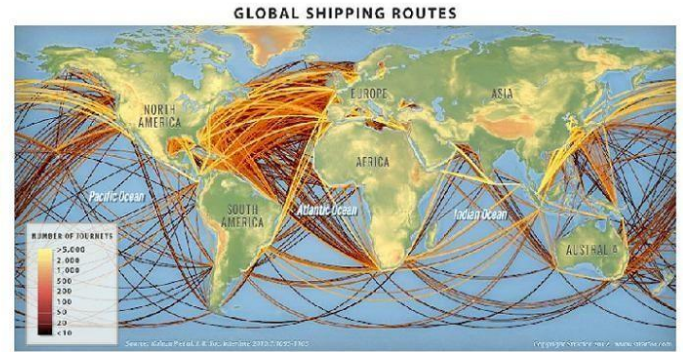 GLOBAL SHIPPING ROUTES
NORTH
AMERICA
EUROPE
ASIA
AFRICA
Pacific Ocean
SOUTH
AMERICA
Atlantic Ocean
Indian Ocean
AUSTRALIA
NUMBER OF JOURNEYS
>5,000
2,000
1,000
500
200
100
50
20
<10